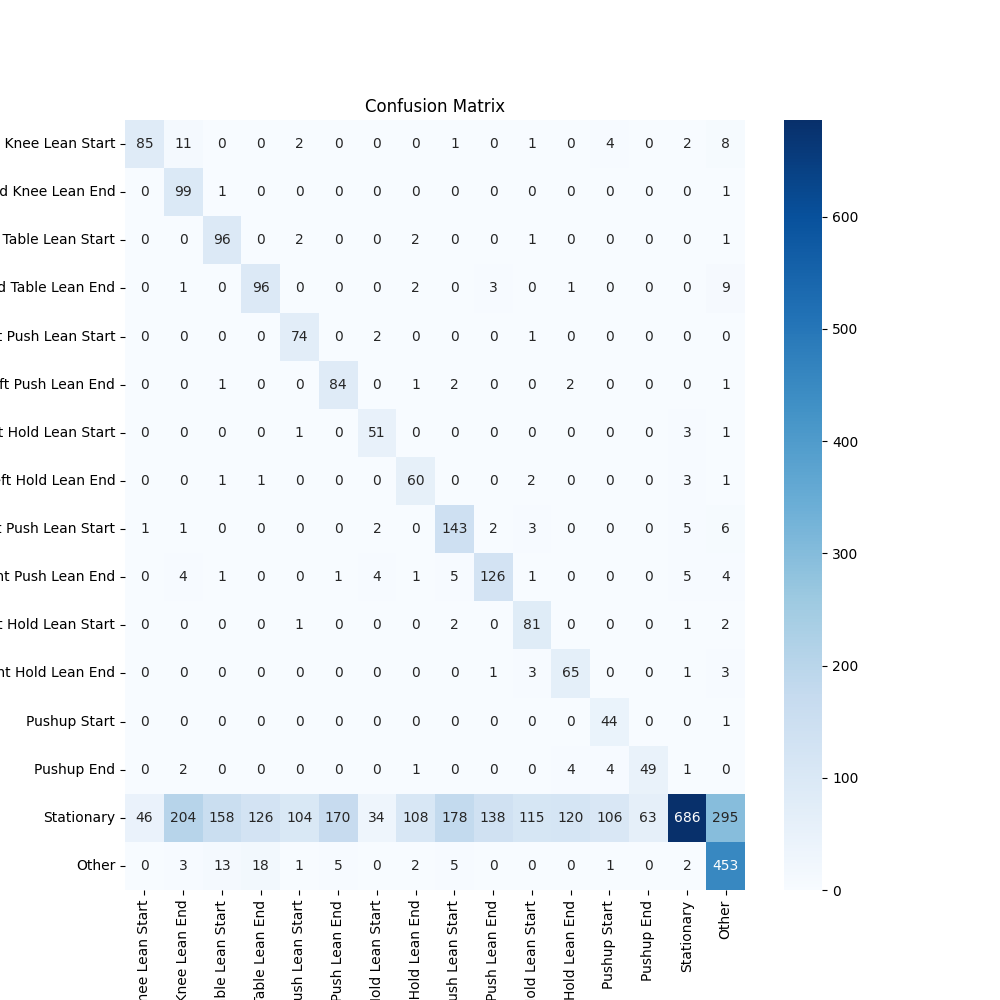 Confusion Matrix
Knee Lean Start 85 11 0 0 2 0 0 0 1 0 1 0 4 0 2 8
d Knee Lean End 0 99 1 0 0 0 0 0 0 0 0 0 0 0 0 1
Table Lean Start 0 0 96 0 2 0 0 2 0 0 1 0 0 0 0 1
d Table Lean End 0 1 0 96 0 0 0 2 0 3 0 1 0 0 0 9
t Push Lean Start 0 0 0 0 74 0 2 0 0 0 1 0 0 0 0 0
ft Push Lean End 0 0 1 0 0 84 0 1 2 0 0 2 0 0 0 1
t Hold Lean Start 0 0 0 0 1 0 51 0 0 0 0 0 0 0 3 1
ft Hold Lean End 0 0 1 1 0 0 0 60 0 0 2 0 0 0 3 1
t Push Lean Start 1 1 0 0 0 0 2 0 143 2 3 0 0 0 5 6
ht Push Lean End 0 4 1 0 0 1 4 1 5 126 1 0 0 0 5 4
t Hold Lean Start 0 0 0 0 1 0 0 0 2 0 81 0 0 0 1 2
ht Hold Lean End 0 0 0 0 0 0 0 0 0 1 3 65 0 0 1 3
Pushup Start 0 0 0 0 0 0 0 0 0 0 0 0 44 0 0 1
Pushup End 0 2 0 0 0 0 0 1 0 0 0 4 4 49 1 0
Stationary 46 204 158 126 104 170 34 108 178 138 115 120 106 63 686 295
Other 0 3 13 18 1 5 0 2 5 0 0 0 1 0 2 453
nee Lean Start
Knee Lean End
ble Lean Start
Table Lean End
ush Lean Start
Push Lean End
old Lean Start
Hold Lean End
ush Lean Start
Push Lean End
old Lean Start
Hold Lean End
Pushup Start
Pushup End
Stationary
Other
600
500
400
300
200
100
0